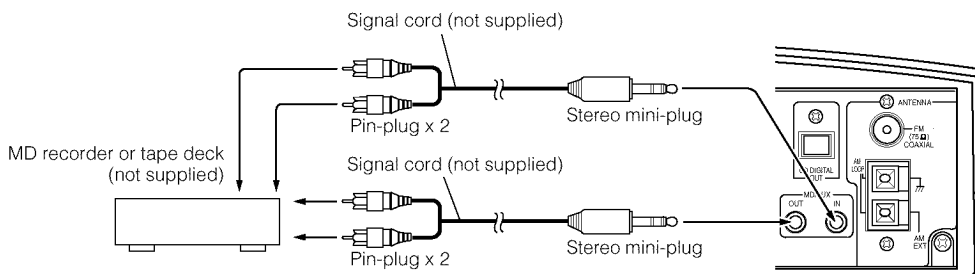 Signal cord (not supplied)
Pin-plug x 2
Stereo mini-plug
MD recorder or tape deck
(not supplied)
Signal cord (not supplied)
Pin-plug x 2
Stereo mini-plug
ANTENNA
FM
(75Ω)
COAXIAL
DIGITAL
OUT
AM
LOOP
OUT
IN
AM
EXT